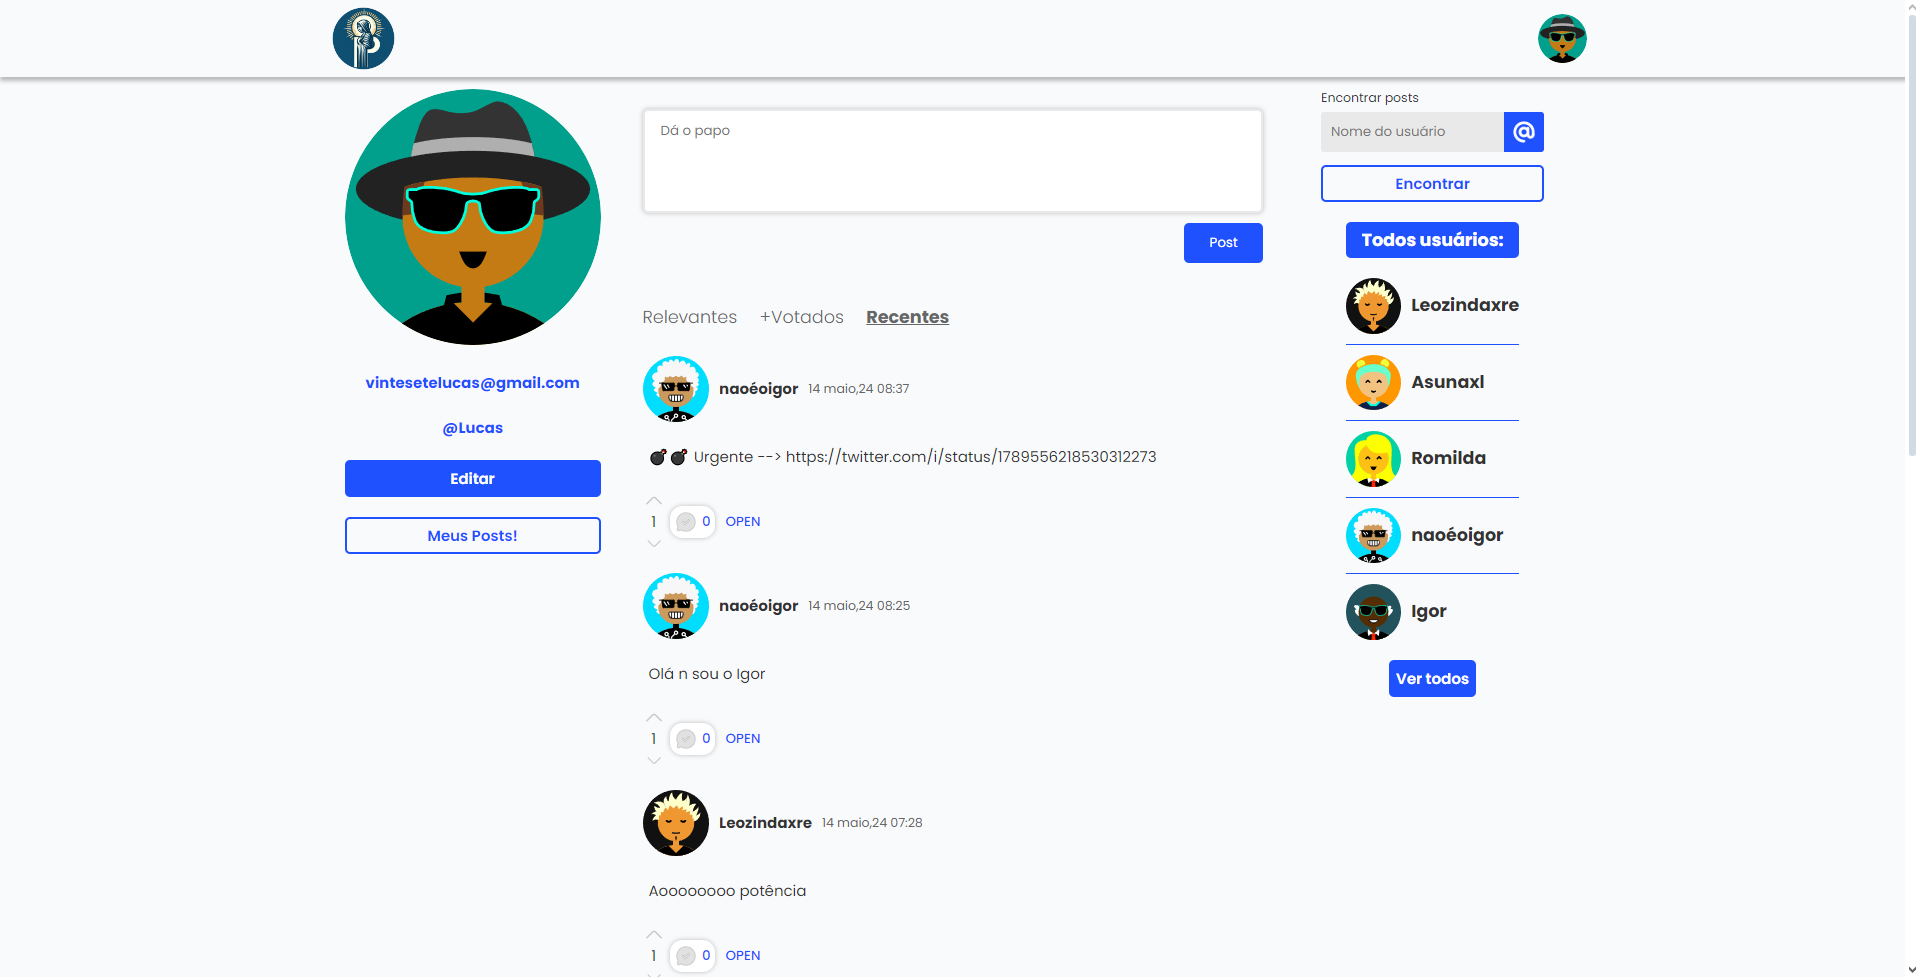 vintesetelucas@gmail.com
@Lucas
Editar
Meus Posts!
Dá o papo
Post
Relevantes +Votados Recentes
naoéoigor 14 maio,24 08:37
💣💣 Urgente --> https://twitter.com/i/status/1789556218530312273
1 0 OPEN
naoéoigor 14 maio,24 08:25
Olá n sou o Igor
1 0 OPEN
Leozindaxre 14 maio,24 07:28
Aoooooooo potência
1 0 OPEN
Encontrar posts
Nome do usuário @
Encontrar
Todos usuários:
Leozindaxre
Asunaxl
Romilda
naoéoigor
Igor
Ver todos